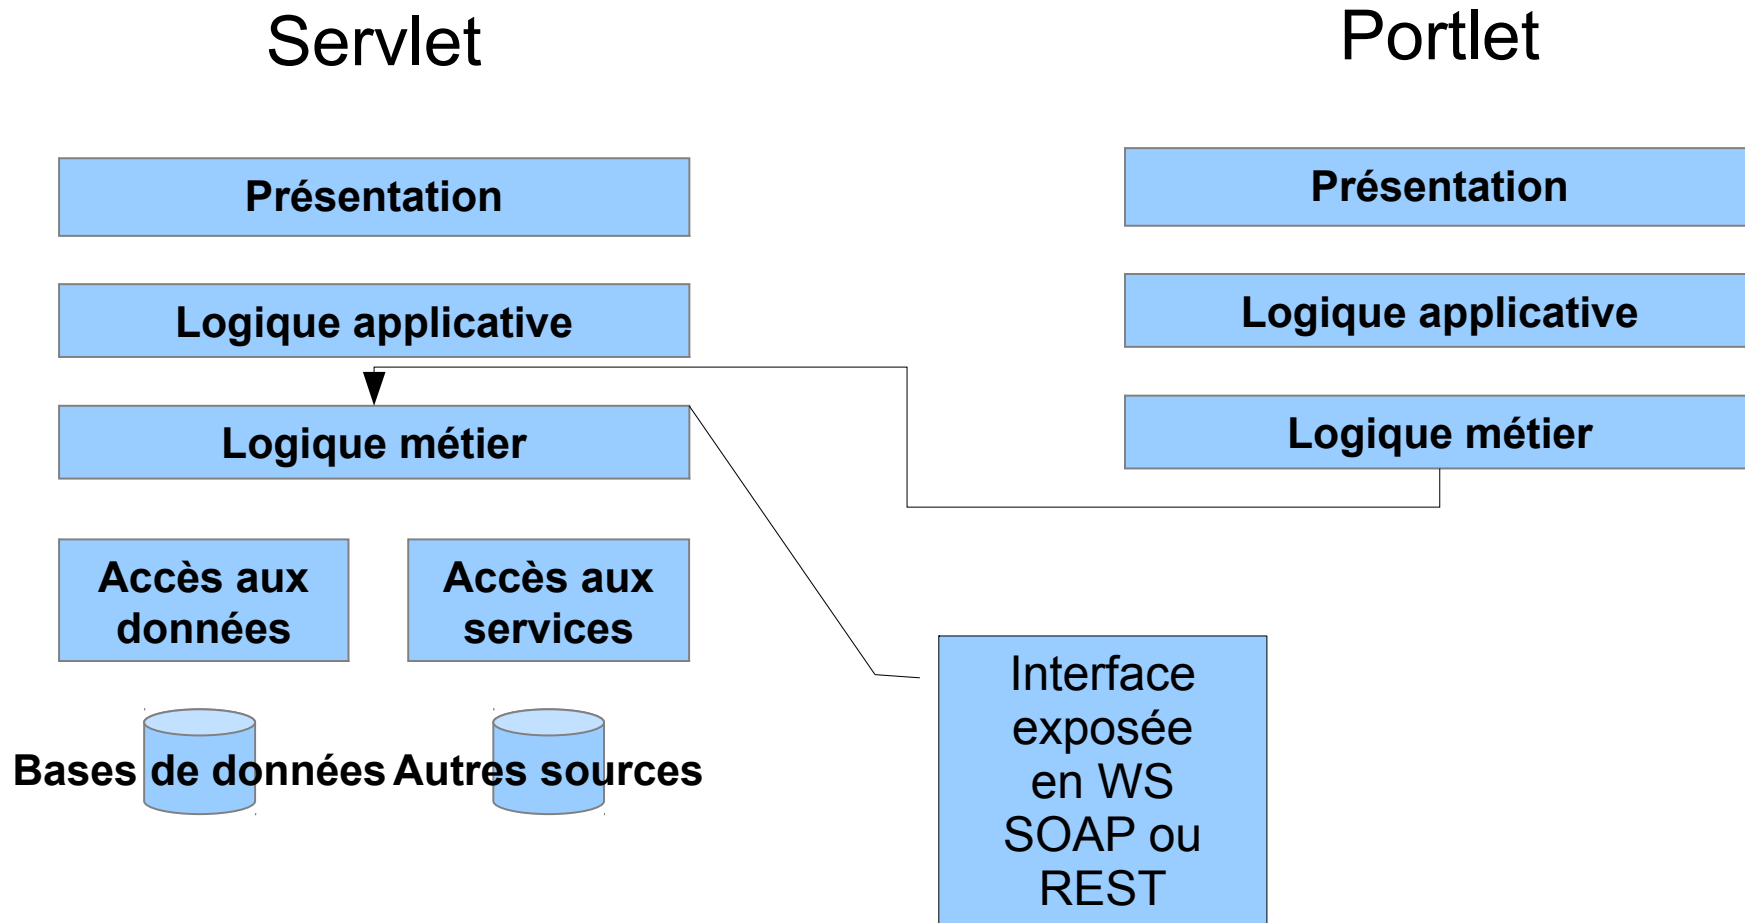 Servlet
Portlet
Présentation
Présentation
Logique applicative
Logique applicative
Logique métier
Logique métier
Accès aux
données
Accès aux
services
Bases de données
Autres sources
Interface
exposée
en WS
SOAP ou
REST